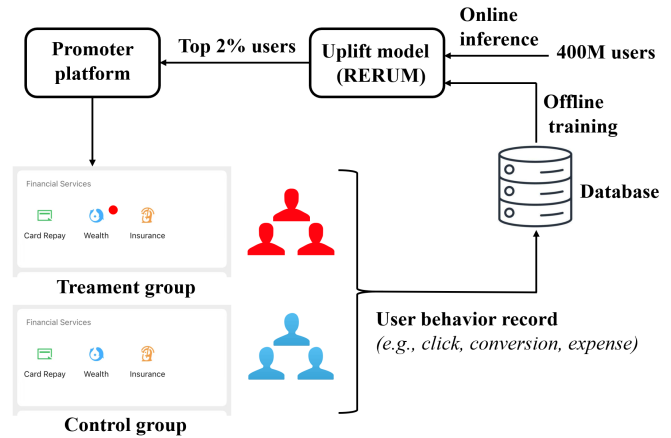 Promoter
platform
Top 2% users
Uplift model
(RERUM)
Online
inference
400M users
Offline
training
Database
Financial Services
Card Repay
Wealth
Insurance
Treament group
User behavior record
(e.g., click, conversion, expense)
Financial Services
Card Repay
Wealth
Insurance
Control group